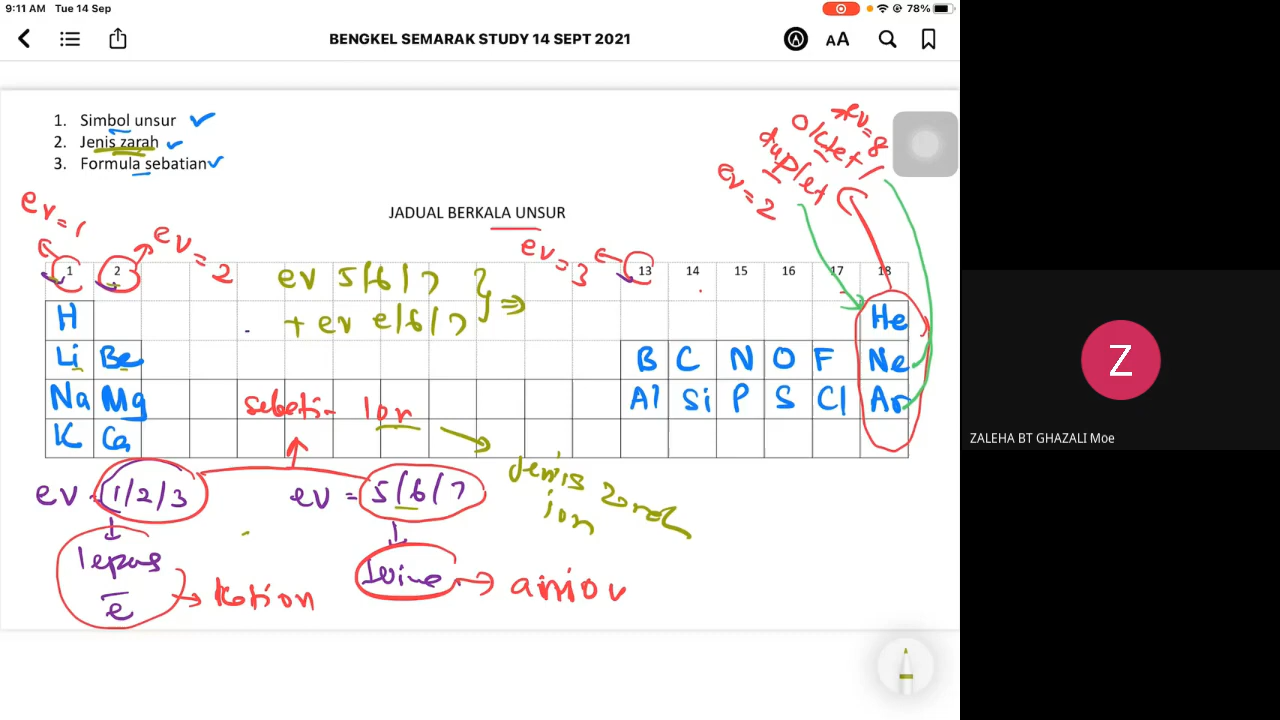 9:11 AM Tue 14 Sep
78%
BENGKEL SEMARAK STUDY 14 SEPT 2021
AA
1. Simbol unsur
2. Jenis zarah
3. Formula sebatian
JADUAL BERKALA UNSUR
ev = 8
duplet
ev = 2
ev = 1
ev = 2
ev = 3
1 2 13 14 15 16 17 18
ev 5/6/7
+ ev e/6/7
H He
Li Be B C N O F Ne
Na Mg Al Si P S Cl Ar
K Ca
Ion
ev = 1/2/3
ev = 5/6/7
Jenis
ion
lepas
e
Kation
anion
Z
ZALEHA BT GHAZALI Moe